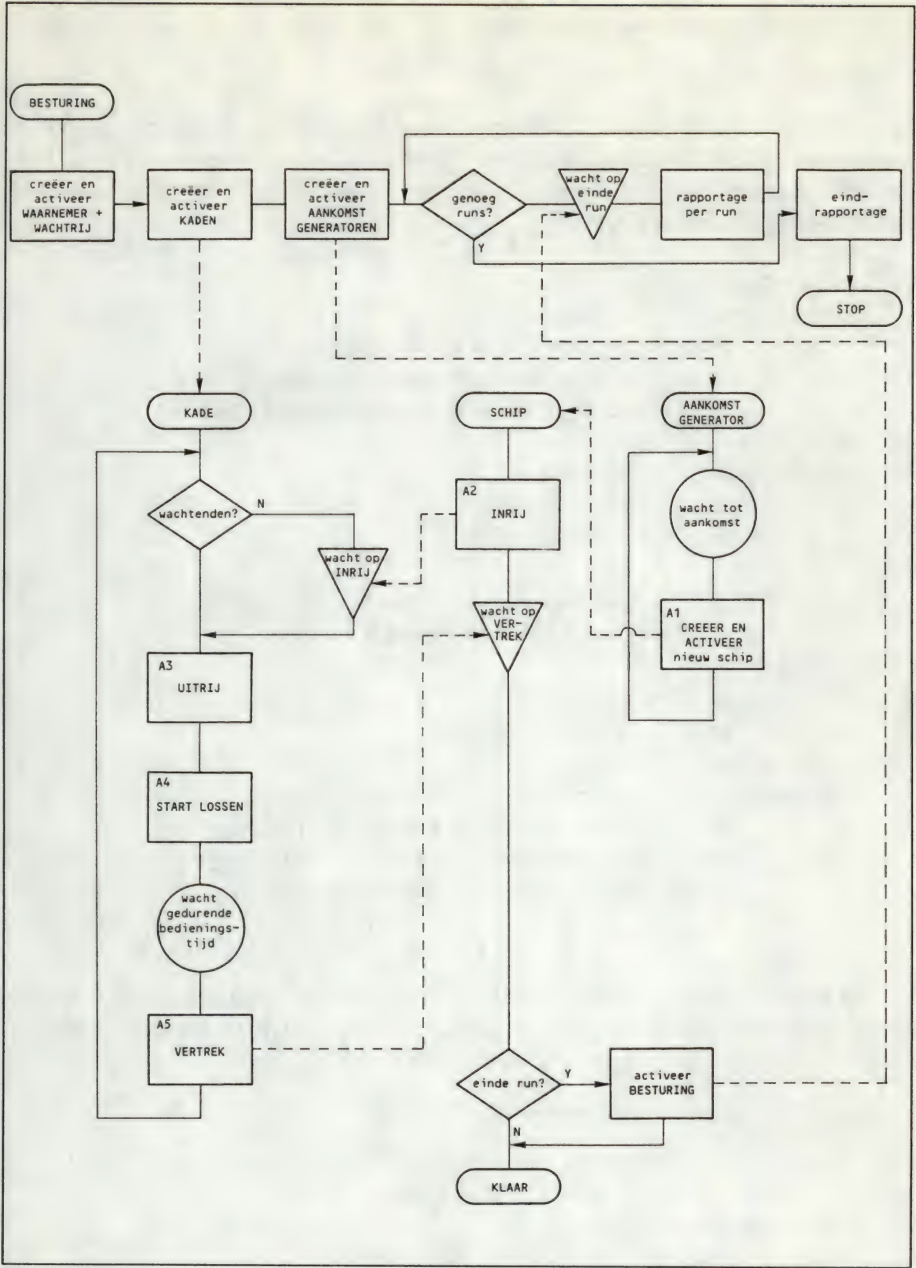 BESTURING
creëer en
activeer
WAARNEMER +
WACHTRIJ
creëer en
activeer
KADEN
creëer en
activeer
AANKOMST
GENERATOREN
genoeg
runs?
Y
wacht op
einde
run
rapportage
per run
eind-
rapportage
STOP
KADE
wachtenden?
N
wacht op
INRIJ
A3
UITRIJ
A4
START LOSSEN
wacht
gedurende
bedienings-
tijd
A5
VERTREK
SCHIP
A2
INRIJ
wacht op
VER-
TREK
einde run?
Y
N
activeer
BESTURING
KLAAR
AANKOMST
GENERATOR
wacht tot
aankomst
A1
CREEER EN
ACTIVEER
nieuw schip